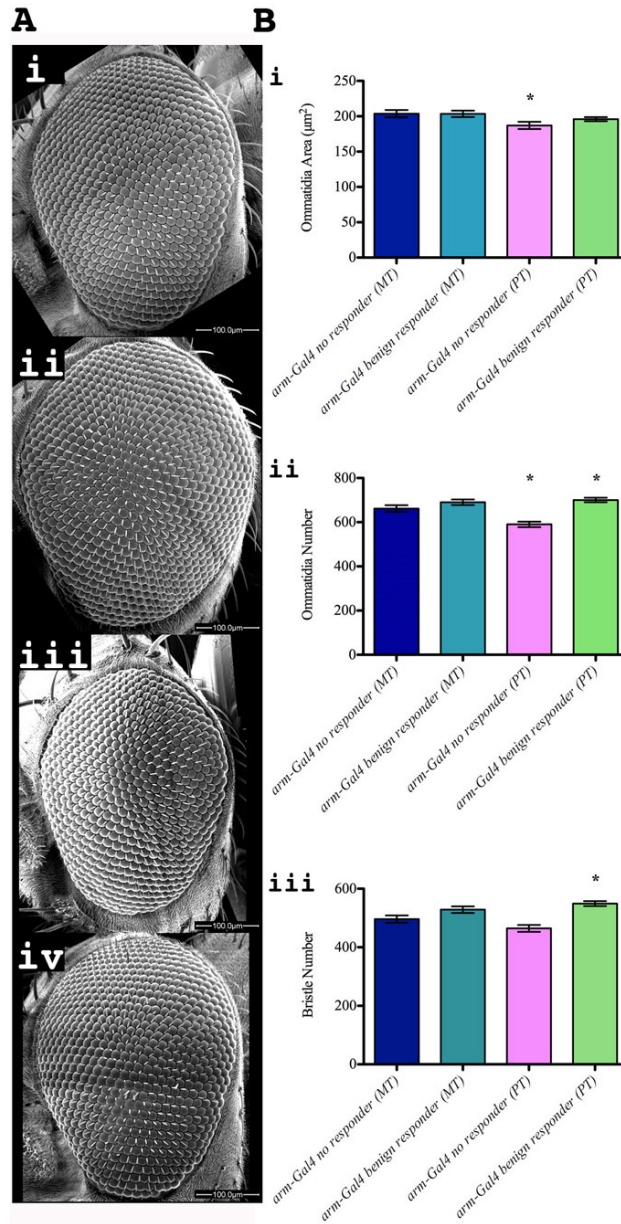 A
i
100.0µm
ii
100.0µm
iii
100.0µm
iv
100.0µm
B
i
Ommatidia Area (µm²)
250
200
150
100
50
0
*
arm-Gal4 no responder (MT)
arm-Gal4 benign responder (MT)
arm-Gal4 no responder (PT)
arm-Gal4 benign responder (PT)
ii
Ommatidia Number
800
600
400
200
0
*
*
arm-Gal4 no responder (MT)
arm-Gal4 benign responder (MT)
arm-Gal4 no responder (PT)
arm-Gal4 benign responder (PT)
iii
Bristle Number
600
400
200
0
*
arm-Gal4 no responder (MT)
arm-Gal4 benign responder (MT)
arm-Gal4 no responder (PT)
arm-Gal4 benign responder (PT)